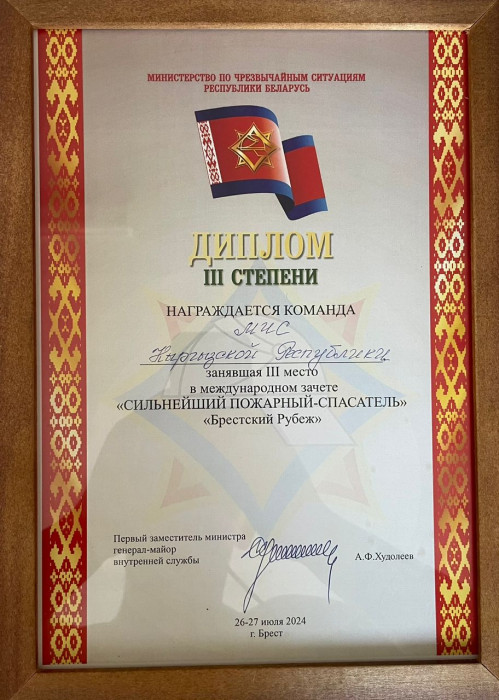 МИНИСТЕРСТВО ПО ЧРЕЗВЫЧАЙНЫМ СИТУАЦИЯМ
РЕСПУБЛИКИ БЕЛАРУСЬ
ДИПЛОМ
III СТЕПЕНИ
НАГРАЖДАЕТСЯ КОМАНДА
МЧС
Киргызской Республики
занявшая III место
в международном зачете
«СИЛЬНЕЙШИЙ ПОЖАРНЫЙ-СПАСАТЕЛЬ»
«Брестский Рубеж»
Первый заместитель министра
генерал-майор
внутренней службы
А.Ф.Худолеев
26-27 июля 2024
г. Брест